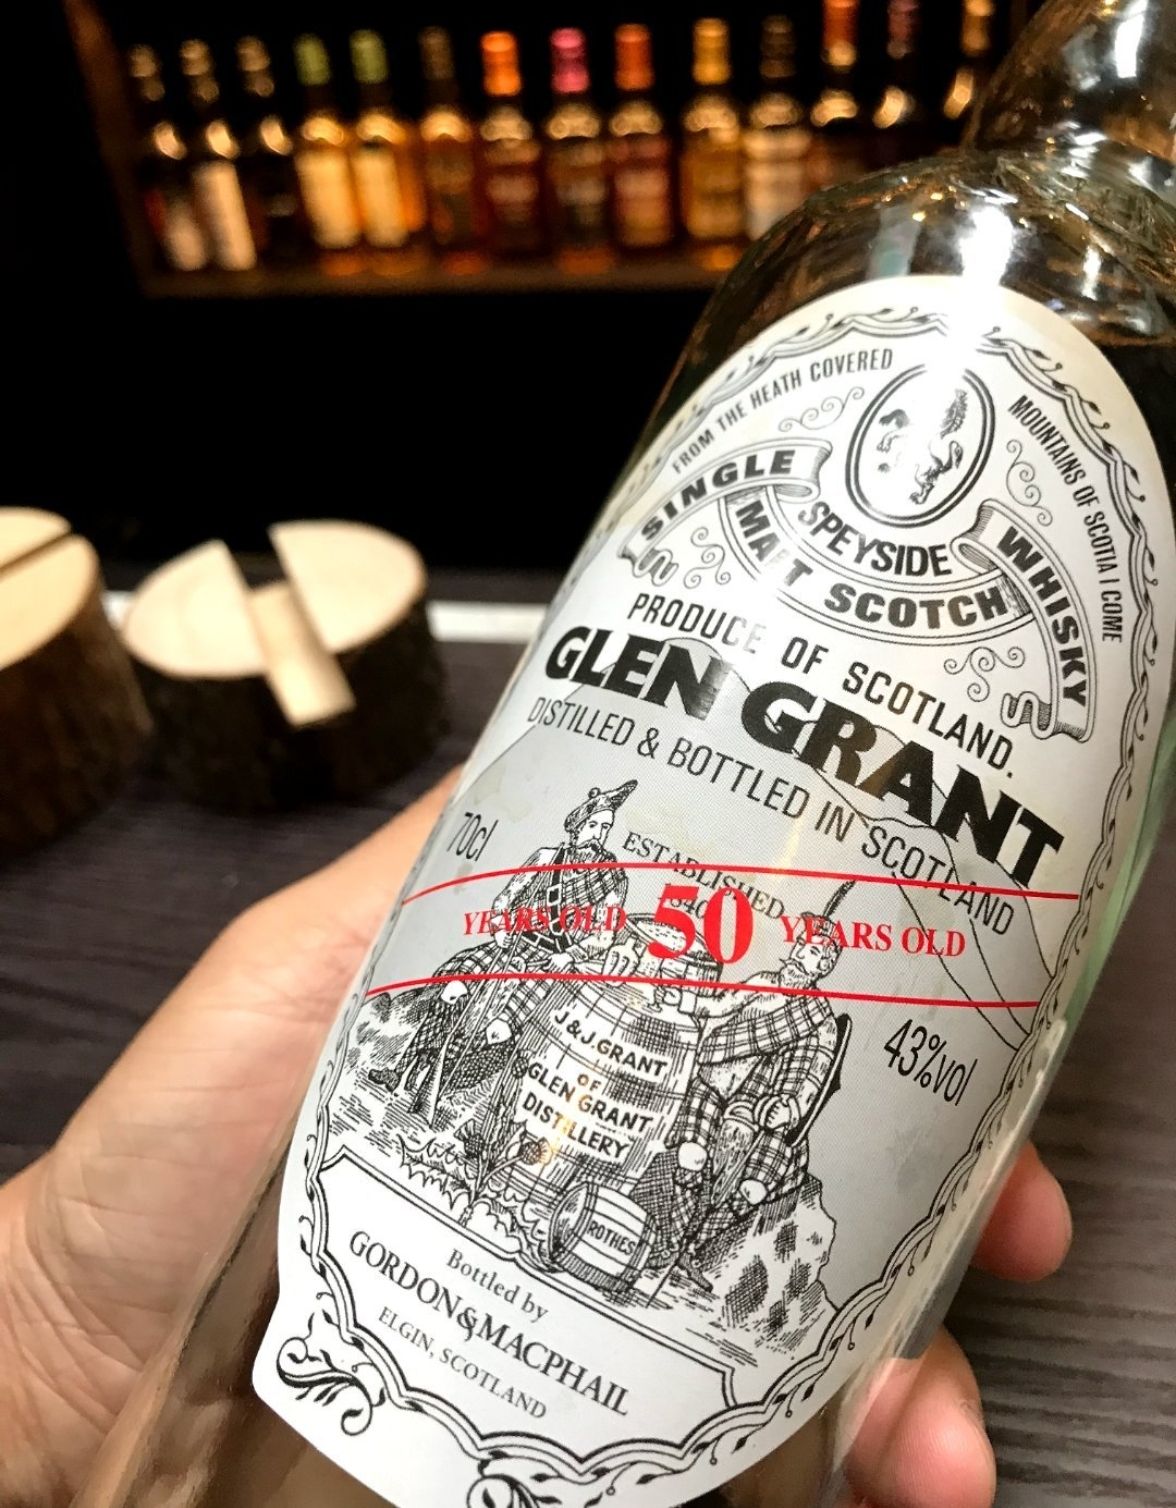 FROM THE HEATH COVERED
MOUNTAINS OF SCOTIA I COME
SINGLE
SPEYSIDE
WHISKY
MALT SCOTCH
PRODUCE OF SCOTLAND.
GLEN GRANT
DISTILLED & BOTTLED IN SCOTLAND
70cl
ESTABLISHED
YEARS OLD 50 YEARS OLD
43%vol
J & J. GRANT
OF
GLEN GRANT
DISTILLERY
ROTHES
Bottled by
GORDON & MACPHAIL
ELGIN, SCOTLAND